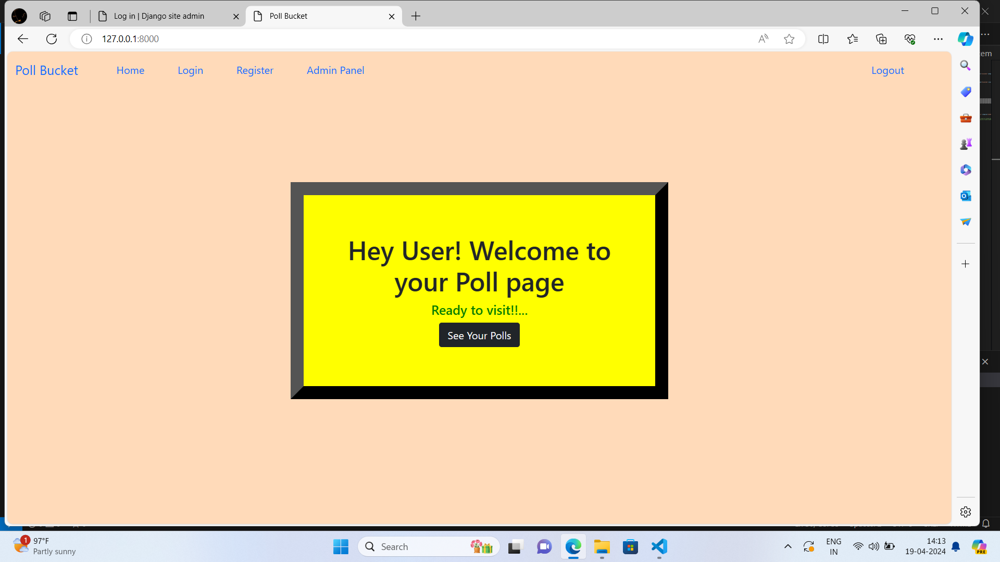 Log in | Django site admin
Poll Bucket
127.0.0.1:8000
Poll Bucket
Home
Login
Register
Admin Panel
Logout
Hey User! Welcome to
your Poll page
Ready to visit!!...
See Your Polls
1
97°F
Partly sunny
Search
ENG
IN
14:13
19-04-2024
PRE